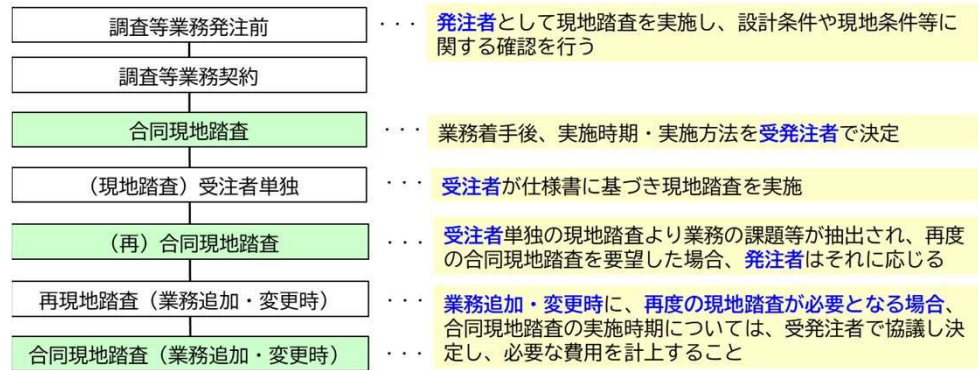 調査等業務発注前
・・・ 発注者として現地踏査を実施し、設計条件や現地条件等に
関する確認を行う
調査等業務契約
合同現地踏査
・・・ 業務着手後、実施時期・実施方法を受発注者で決定
（現地踏査）受注者単独
・・・ 受注者が仕様書に基づき現地踏査を実施
（再）合同現地踏査
・・・ 受注者単独の現地踏査より業務の課題等が抽出され、再度
の合同現地踏査を要望した場合、発注者はそれに応じる
再現地踏査（業務追加・変更時）
・・・ 業務追加・変更時に、再度の現地踏査が必要となる場合、
合同現地踏査の実施時期については、受発注者で協議し決
定し、必要な費用を計上すること
合同現地踏査（業務追加・変更時）
・・・